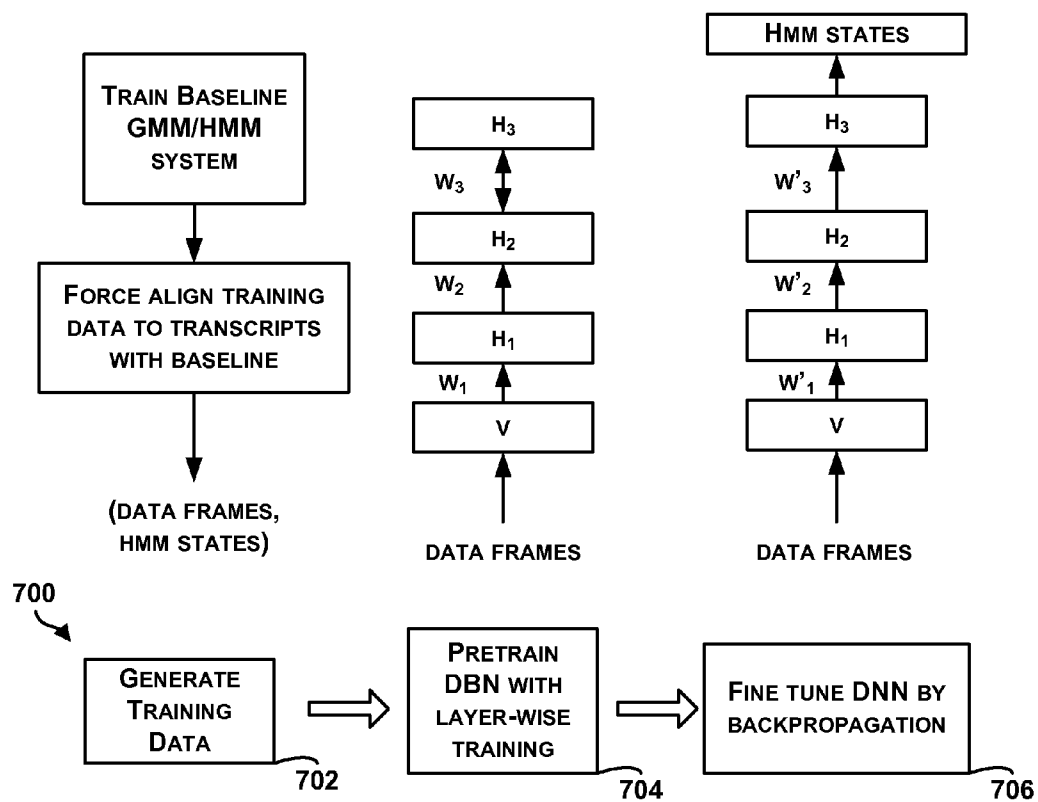 TRAIN BASELINE
GMM/HMM
SYSTEM
FORCE ALIGN TRAINING
DATA TO TRANSCRIPTS
WITH BASELINE
(DATA FRAMES,
HMM STATES)
H3
W3
H2
W2
H1
W1
V
DATA FRAMES
HMM STATES
H3
W'3
H2
W'2
H1
W'1
V
DATA FRAMES
700
GENERATE
TRAINING
DATA
702
PRETRAIN
DBN WITH
LAYER-WISE
TRAINING
704
FINE TUNE DNN BY
BACKPROPAGATION
706